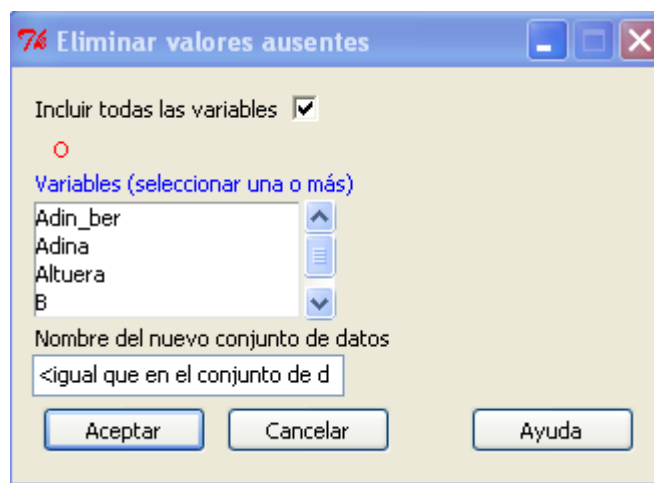 Eliminar valores ausentes
Incluir todas las variables
O
Variables (seleccionar una o más)
Adin_ber
Adina
Altuera
B
Nombre del nuevo conjunto de datos
<igual que en el conjunto de d
Aceptar Cancelar Ayuda